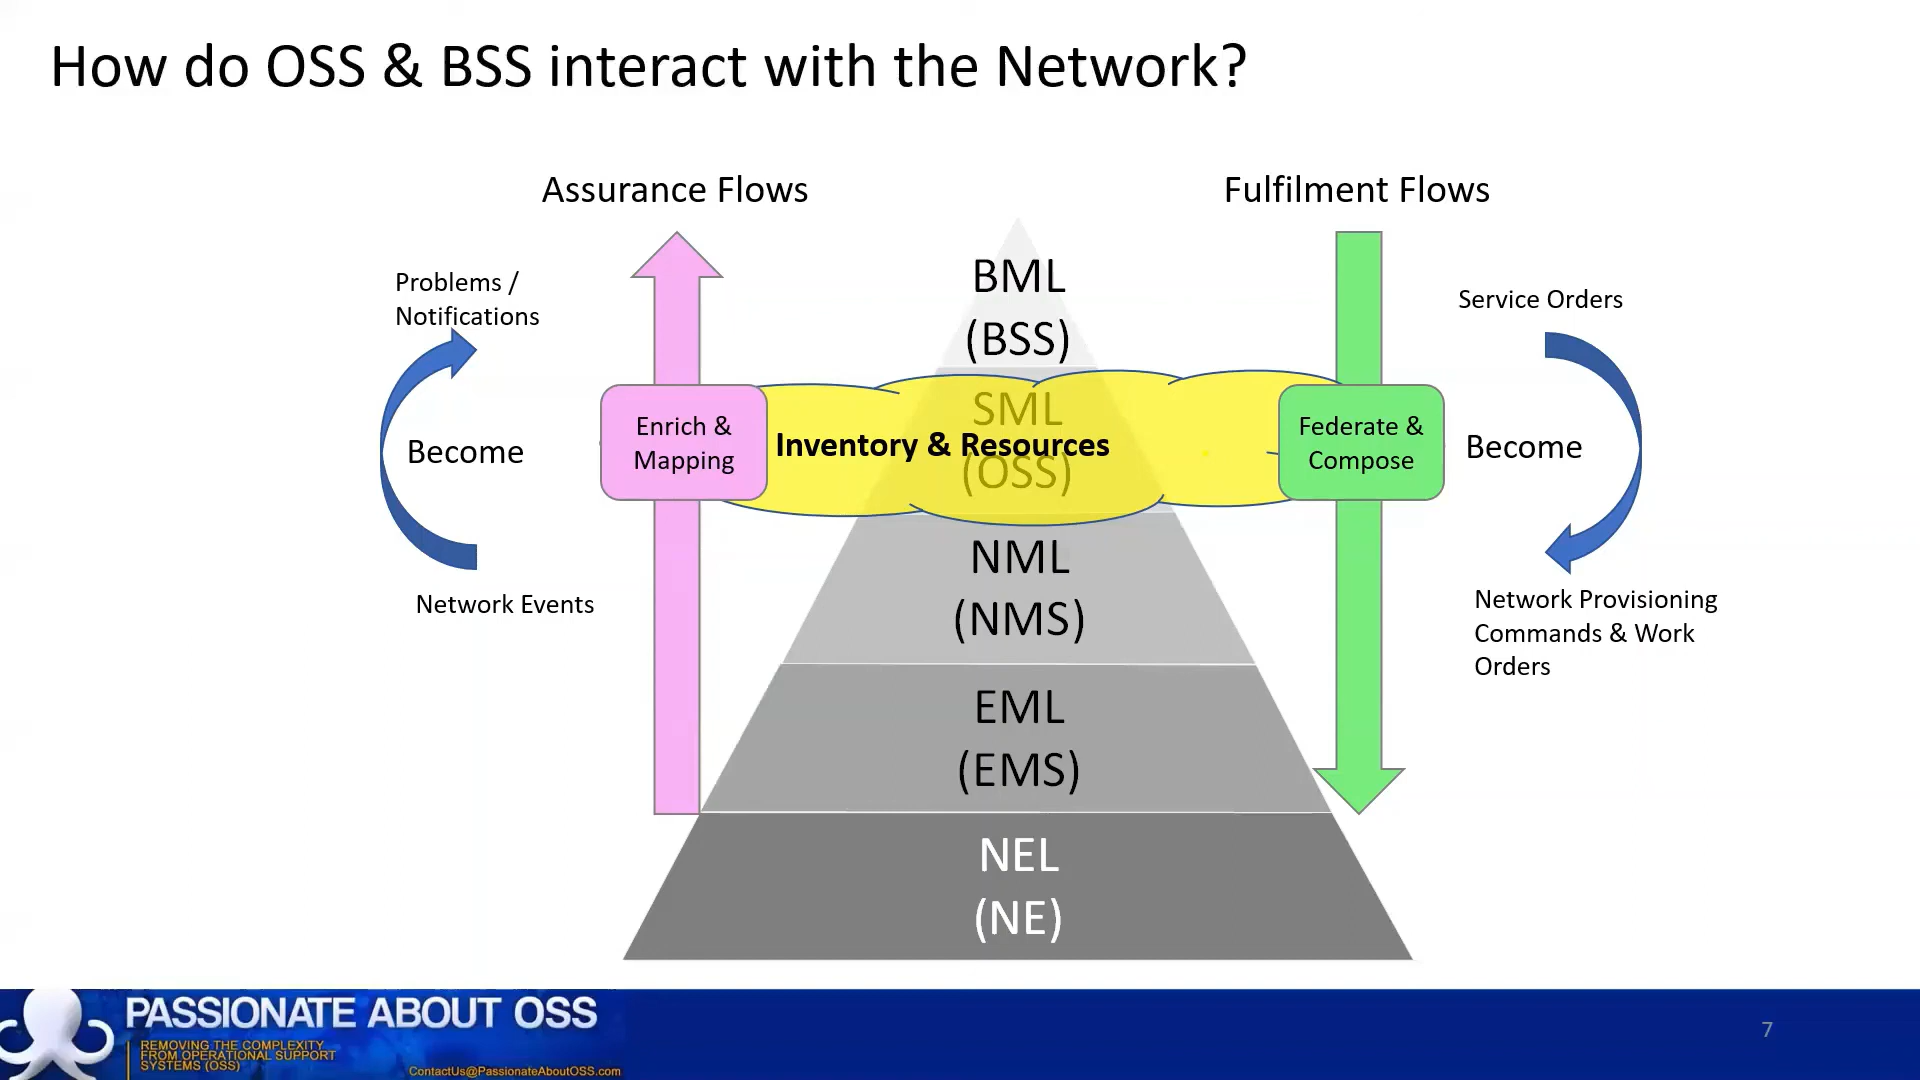 How do OSS & BSS interact with the Network?
Assurance Flows
Fulfilment Flows
Problems /
Notifications
Become
Network Events
Enrich &
Mapping
BML
(BSS)
SML
(OSS)
Inventory & Resources
NML
(NMS)
EML
(EMS)
NEL
(NE)
Federate &
Compose
Service Orders
Become
Network Provisioning
Commands & Work
Orders
PASSIONATE ABOUT OSS
REMOVING THE COMPLEXITY
FROM OPERATIONAL SUPPORT
SYSTEMS (OSS)
ContactUs@PassionateAboutOSS.com
7